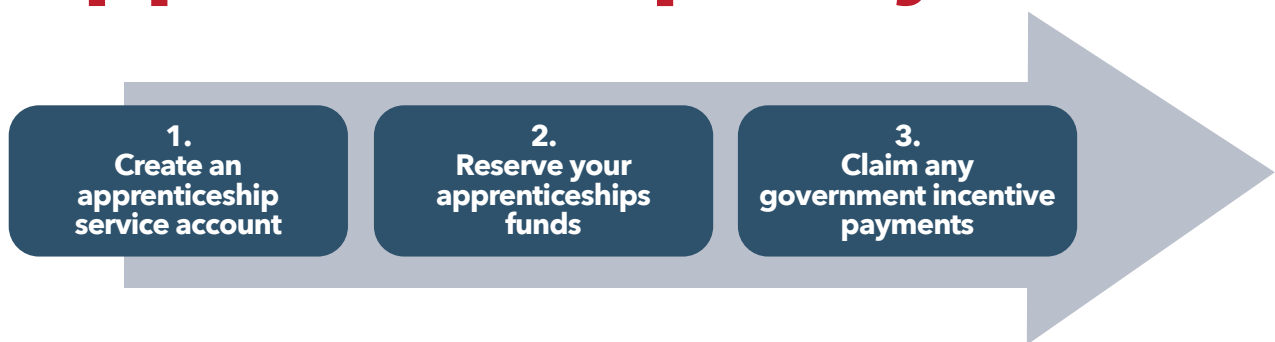 1.
Create an
apprenticeship
service account
2.
Reserve your
apprenticeships
funds
3.
Claim any
government incentive
payments